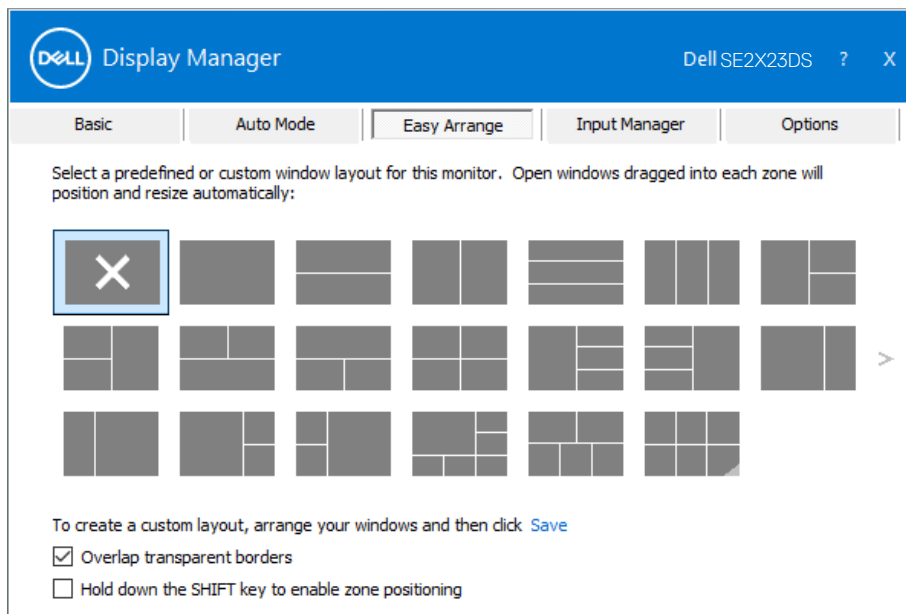 DELL Display Manager Dell SE2X23DS ? X
Basic Auto Mode Easy Arrange Input Manager Options
Select a predefined or custom window layout for this monitor. Open windows dragged into each zone will
position and resize automatically:
>
To create a custom layout, arrange your windows and then click Save
Overlap transparent borders
Hold down the SHIFT key to enable zone positioning